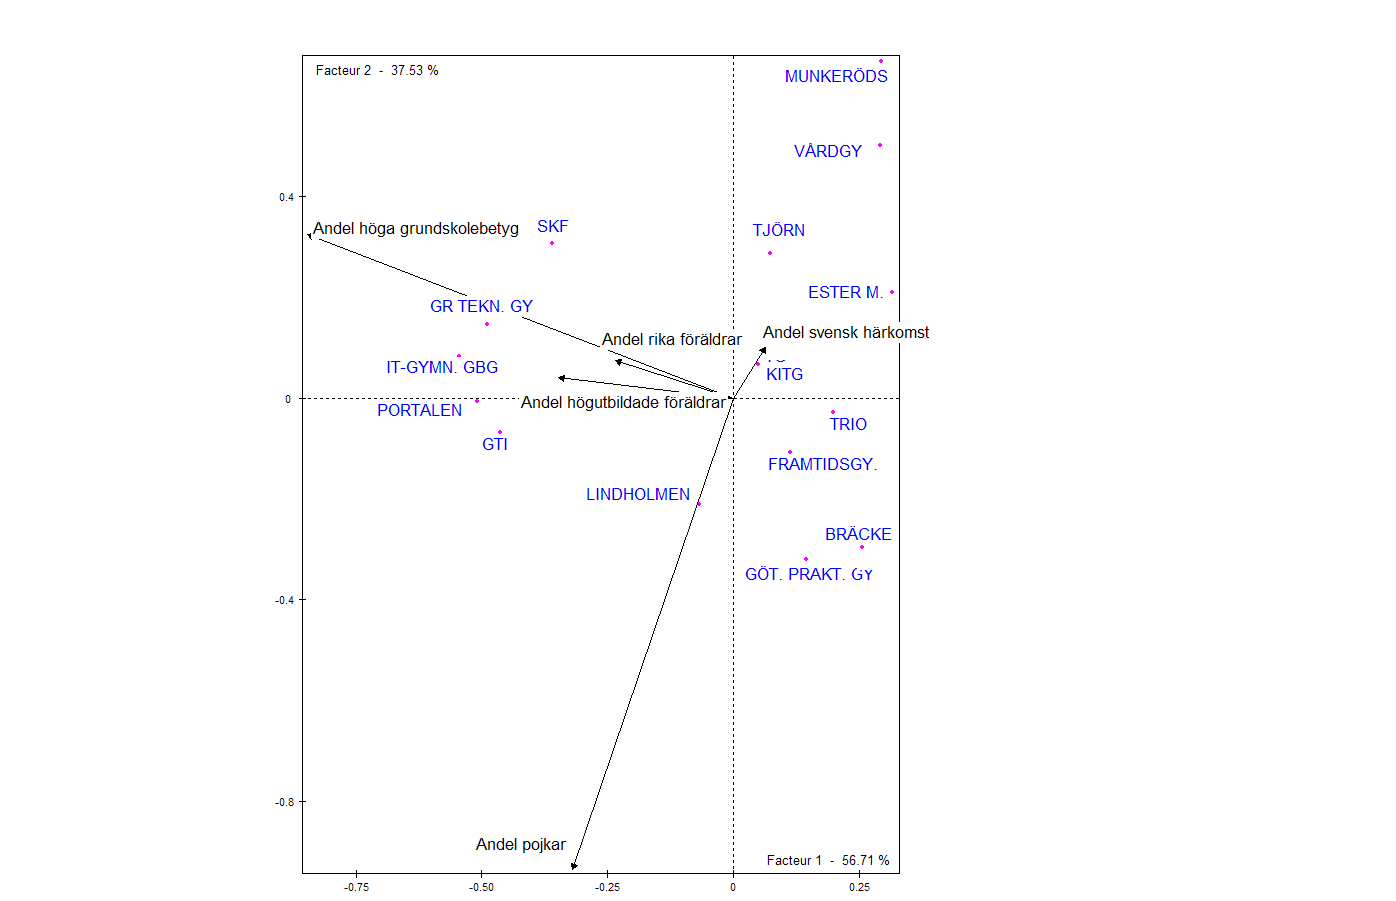 Facteur 2 - 37.53 %
MUNKERÖDS
VÅRDGY
0.4
Andel höga grundskolebetyg
SKF
TJÖRN
ESTER M.
GR TEKN. GY
Andel rika föräldrar
Andel svensk härkomst
IT-GYMN. GBG
KITG
0
Andel högutbildade föräldrar
PORTALEN
TRIO
GTI
FRAMTIDSGY.
LINDHOLMEN
BRÄCKE
GÖT. PRAKT. GY
-0.4
-0.8
Andel pojkar
Facteur 1 - 56.71 %
-0.75
-0.50
-0.25
0
0.25